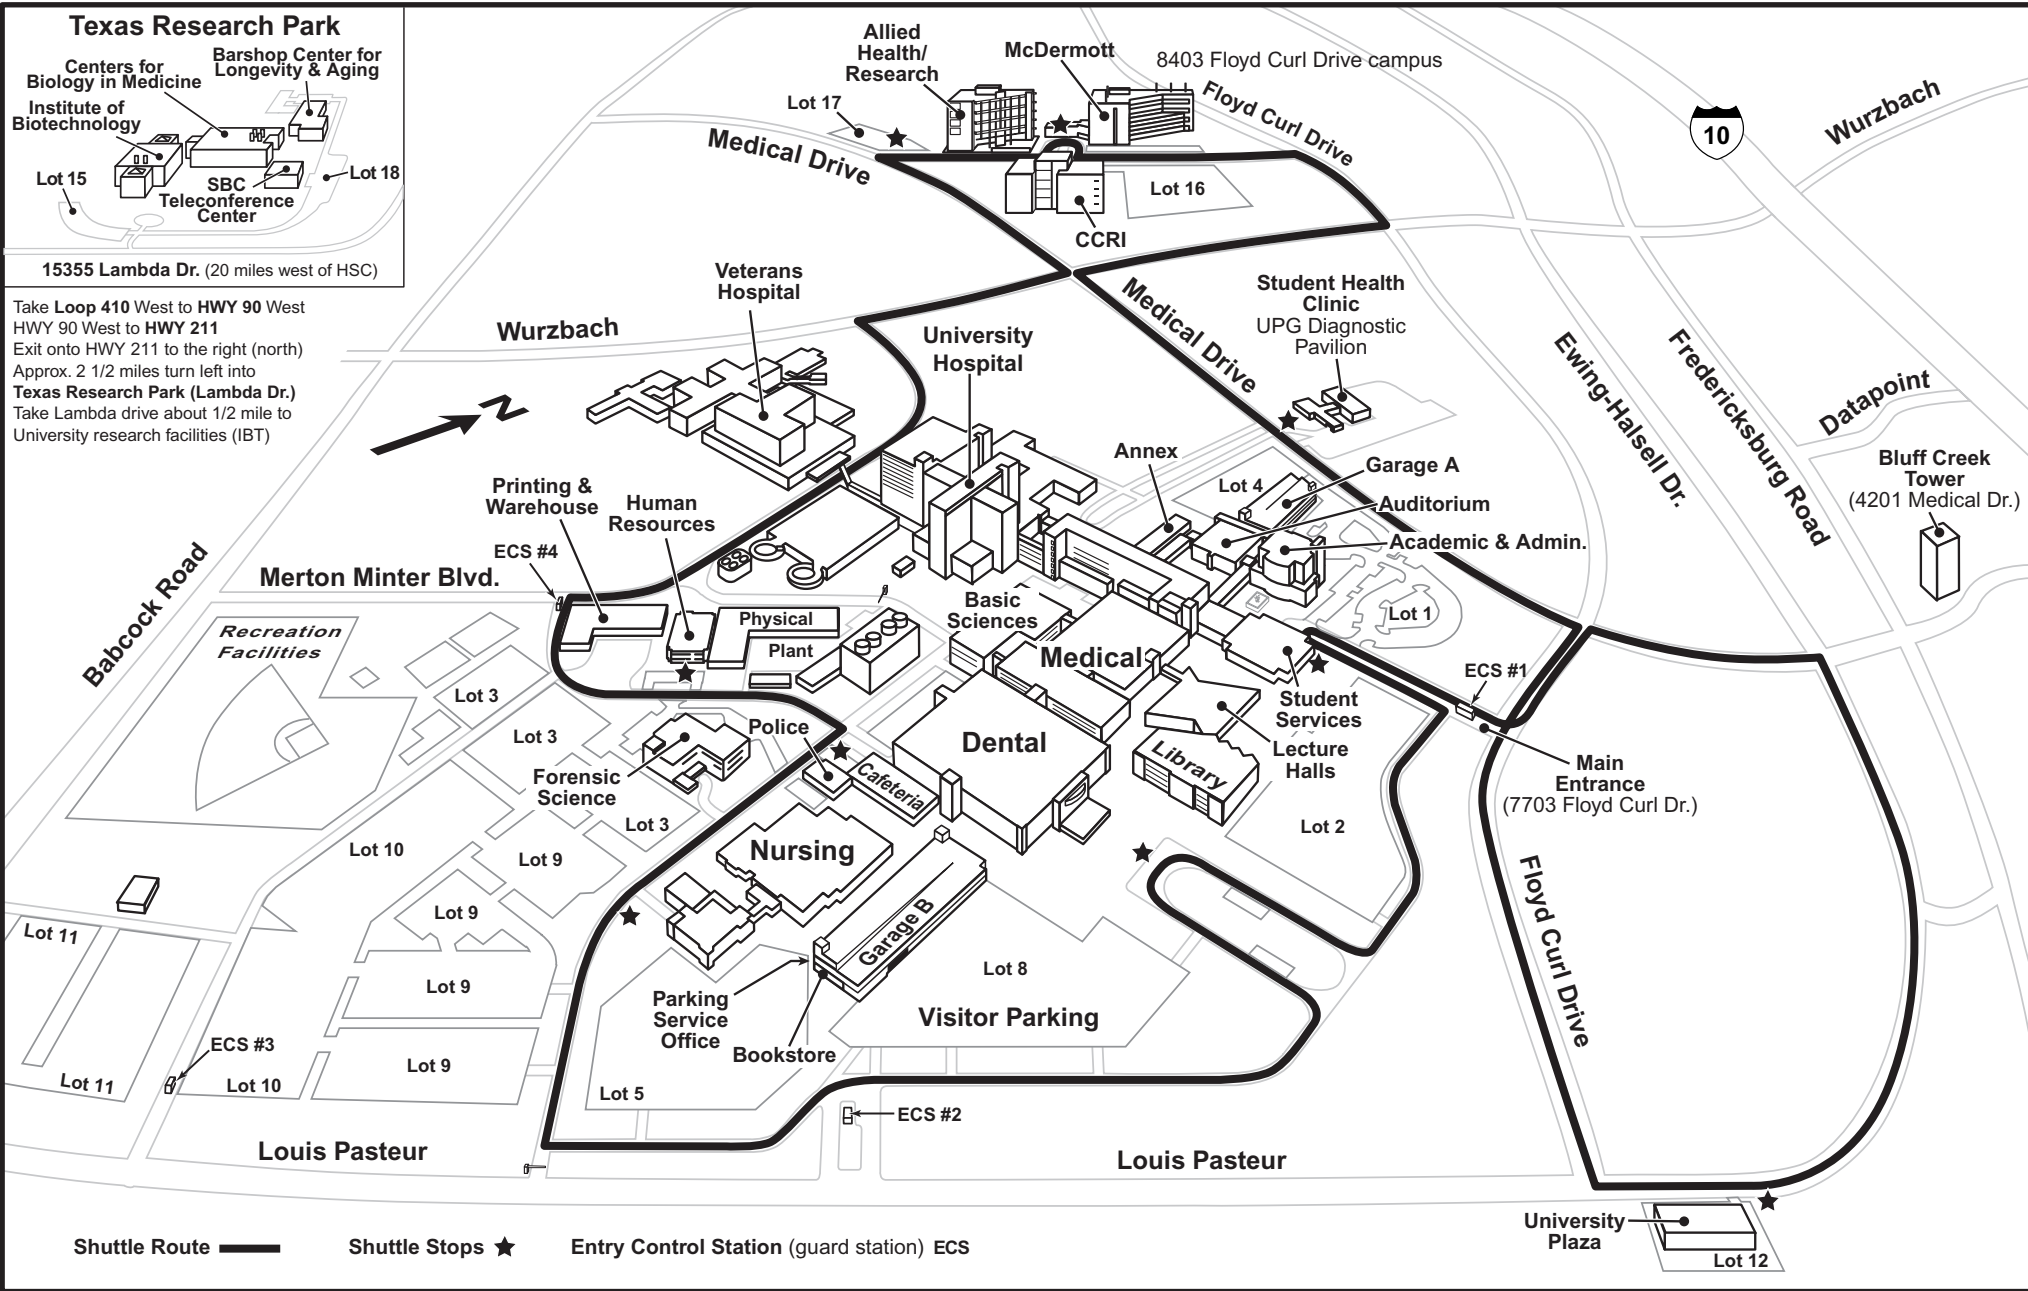 Texas Research Park
Centers for
Biology in Medicine
Barshop Center for
Longevity & Aging
Institute of
Biotechnology
Lot 15
SBC
Teleconference
Center
Lot 18
15355 Lambda Dr. (20 miles west of HSC)
Take Loop 410 West to HWY 90 West
HWY 90 West to HWY 211
Exit onto HWY 211 to the right (north)
Approx. 2 1/2 miles turn left into
Texas Research Park (Lambda Dr.)
Take Lambda drive about 1/2 mile to
University research facilities (IBT)
N
Allied
Health/
Research
McDermott
8403 Floyd Curl Drive campus
Lot 17
Floyd Curl Drive
Medical Drive
Lot 16
CCRI
10
Wurzbach
Veterans
Hospital
Wurzbach
University
Hospital
Medical Drive
Student Health
Clinic
UPG Diagnostic
Pavilion
Ewing-Halsell Dr.
Fredericksburg Road
Datapoint
Bluff Creek
Tower
(4201 Medical Dr.)
Annex
Garage A
Lot 4
Auditorium
Academic & Admin.
Printing &
Warehouse
Human
Resources
ECS #4
Merton Minter Blvd.
Babcock Road
Recreation
Facilities
Physical
Plant
Basic
Sciences
Medical
Lot 1
ECS #1
Student
Services
Lecture
Halls
Library
Dental
Main
Entrance
(7703 Floyd Curl Dr.)
Lot 3
Lot 3
Police
Cafeteria
Forensic
Science
Lot 3
Lot 2
Lot 10
Lot 9
Nursing
Lot 9
Garage B
Lot 11
Lot 9
Lot 8
Visitor Parking
Floyd Curl Drive
Parking
Service
Office
Bookstore
ECS #3
Lot 11
Lot 10
Lot 9
Lot 5
ECS #2
Louis Pasteur
Louis Pasteur
University
Plaza
Lot 12
Shuttle Route
Shuttle Stops
Entry Control Station (guard station) ECS